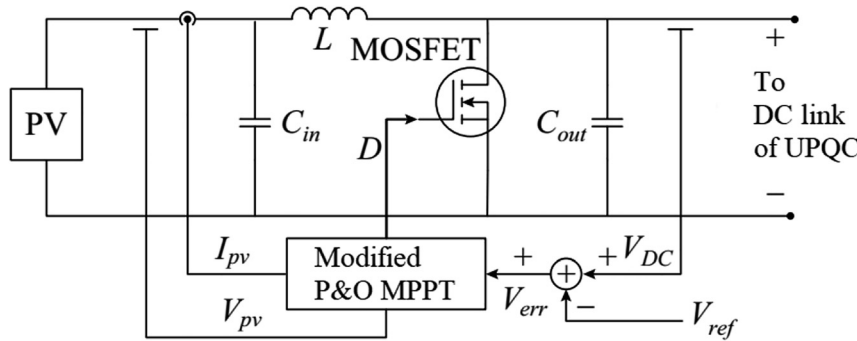 L
MOSFET
+
To
DC link
of UPQC
−
PV
C_in
D
C_out
I_pv
Modified
P&O MPPT
+
V_err
+
+
V_DC
−
V_ref
V_pv